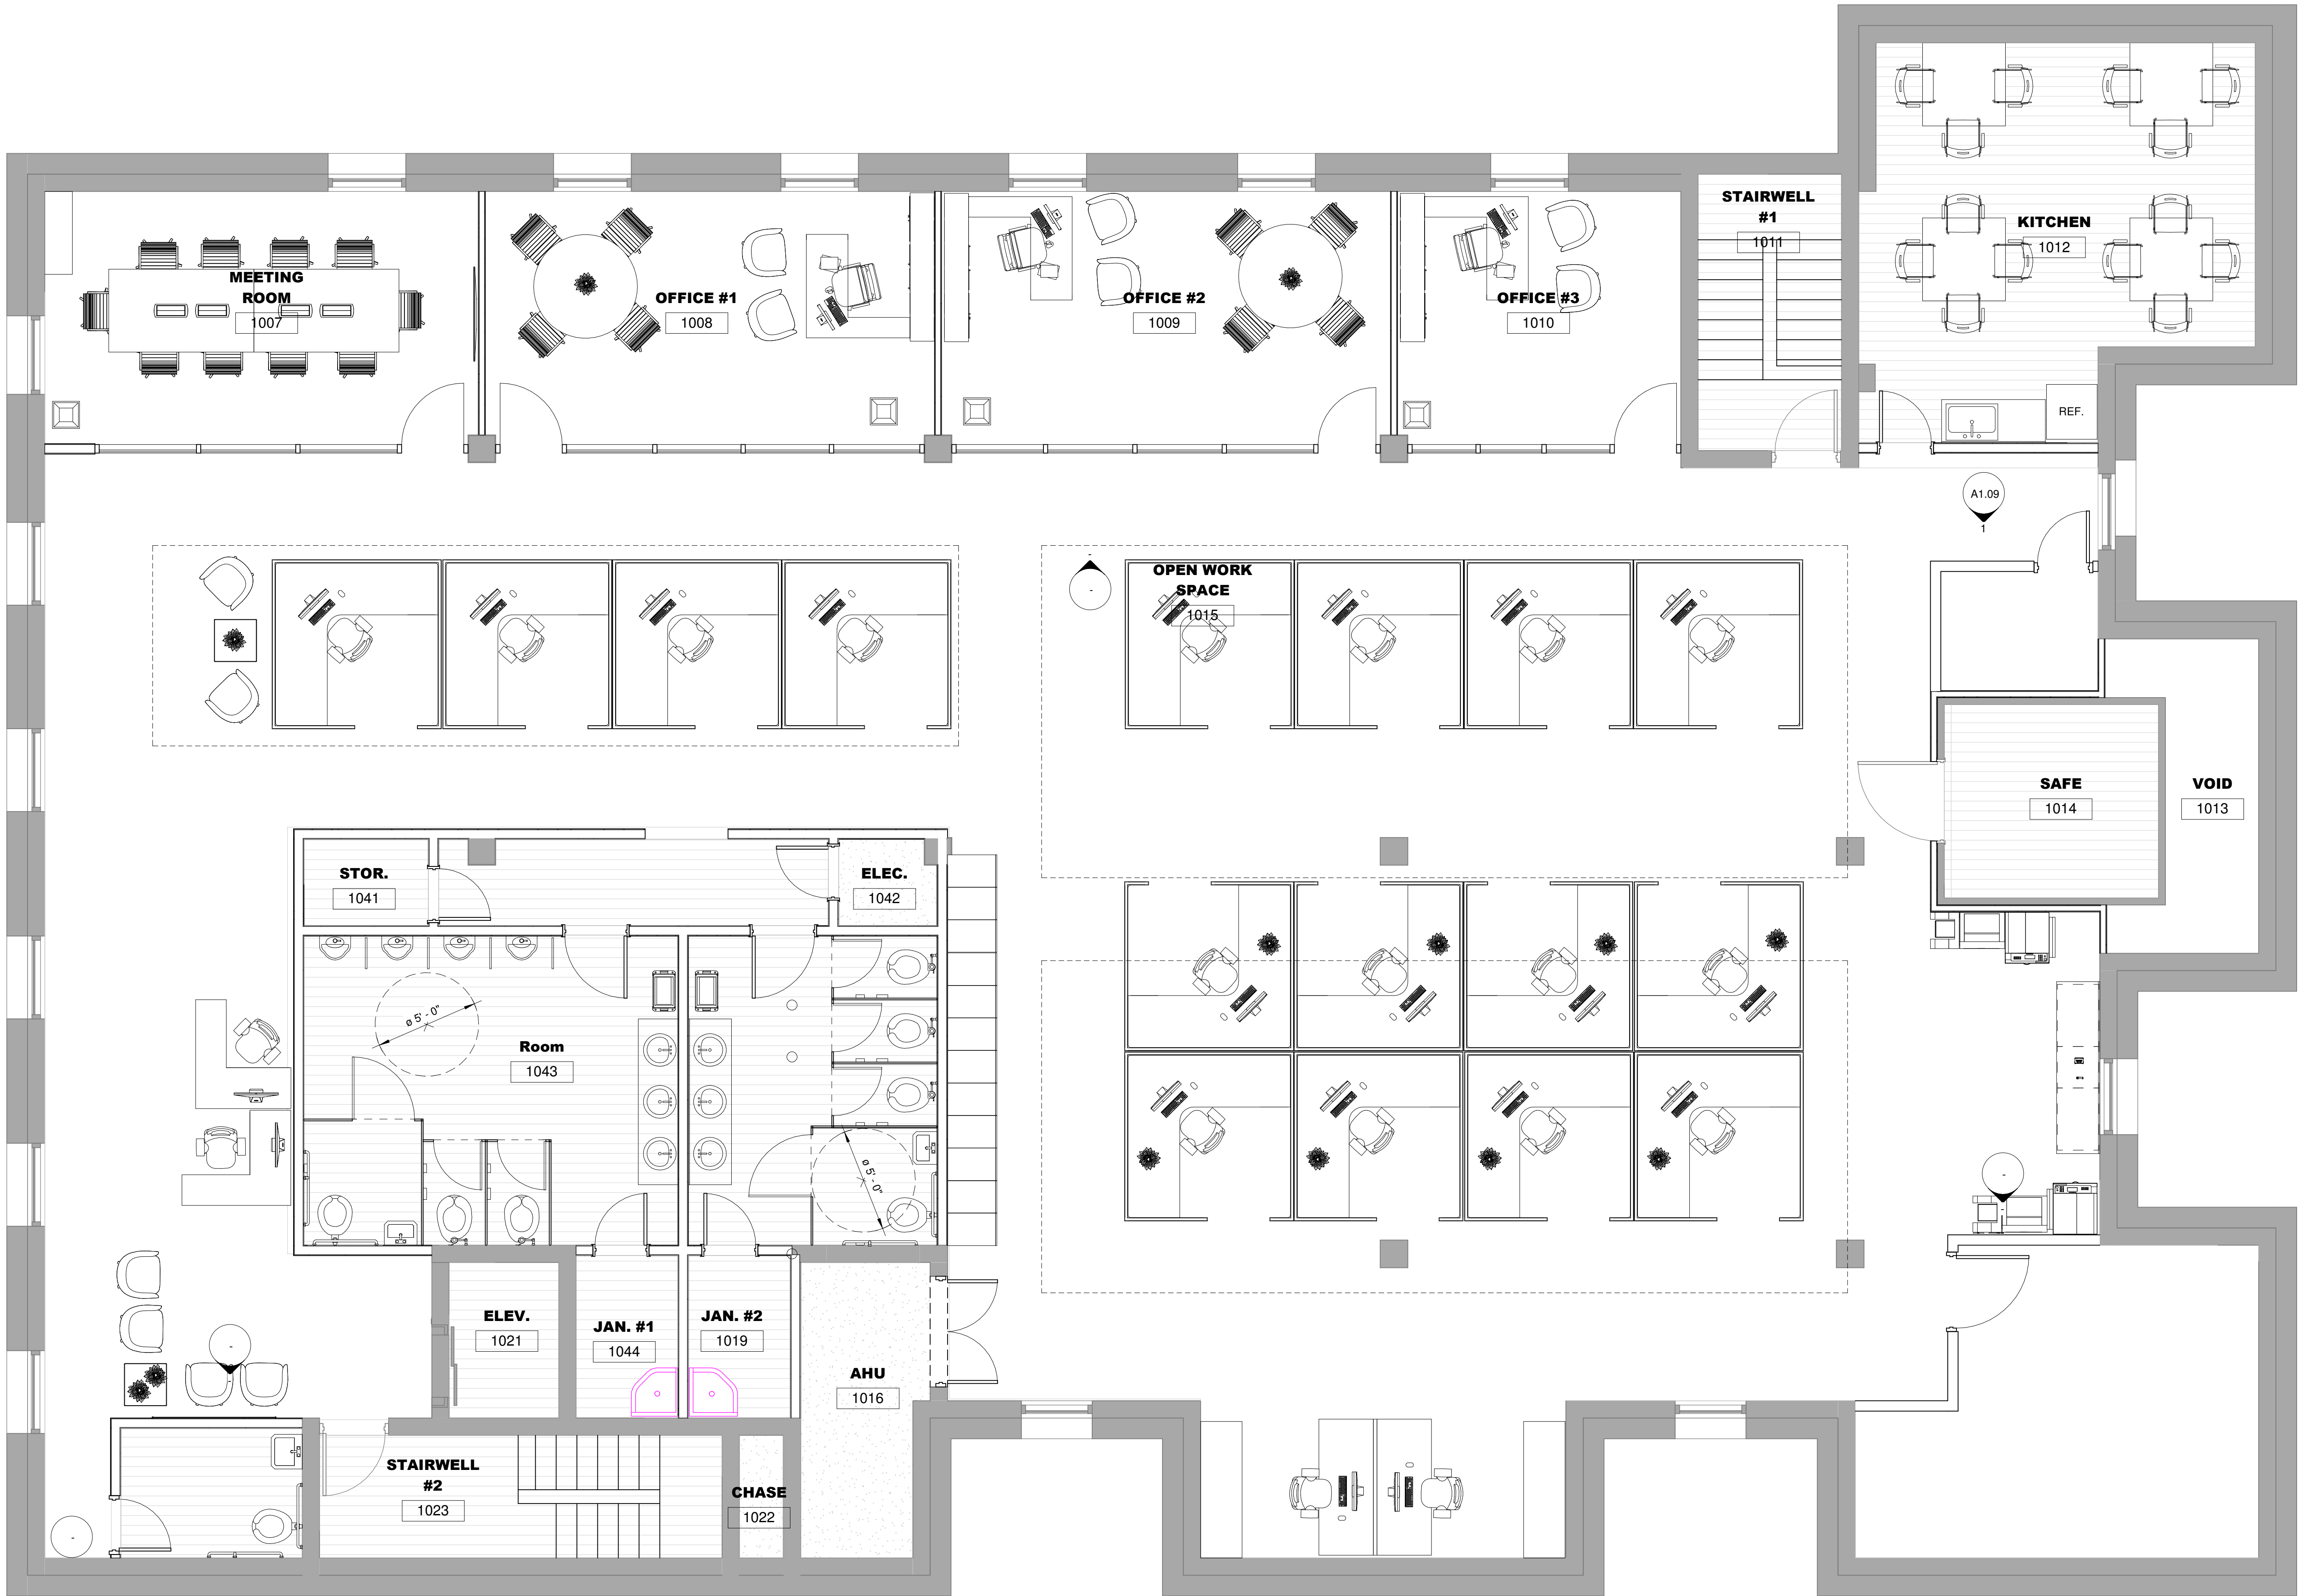 STAIRWELL
#1
1011
KITCHEN
1012
MEETING
ROOM
1007
OFFICE #1
1008
OFFICE #2
1009
OFFICE #3
1010
REF.
A1.09
1
-
-
OPEN WORK
SPACE
1015
SAFE
1014
VOID
1013
STOR.
1041
ELEC.
1042
ø 5' - 0"
Room
1043
ø 5' - 0"
-
-
ELEV.
1021
JAN. #1
1044
JAN. #2
1019
-
-
AHU
1016
STAIRWELL
#2
1023
CHASE
1022
-